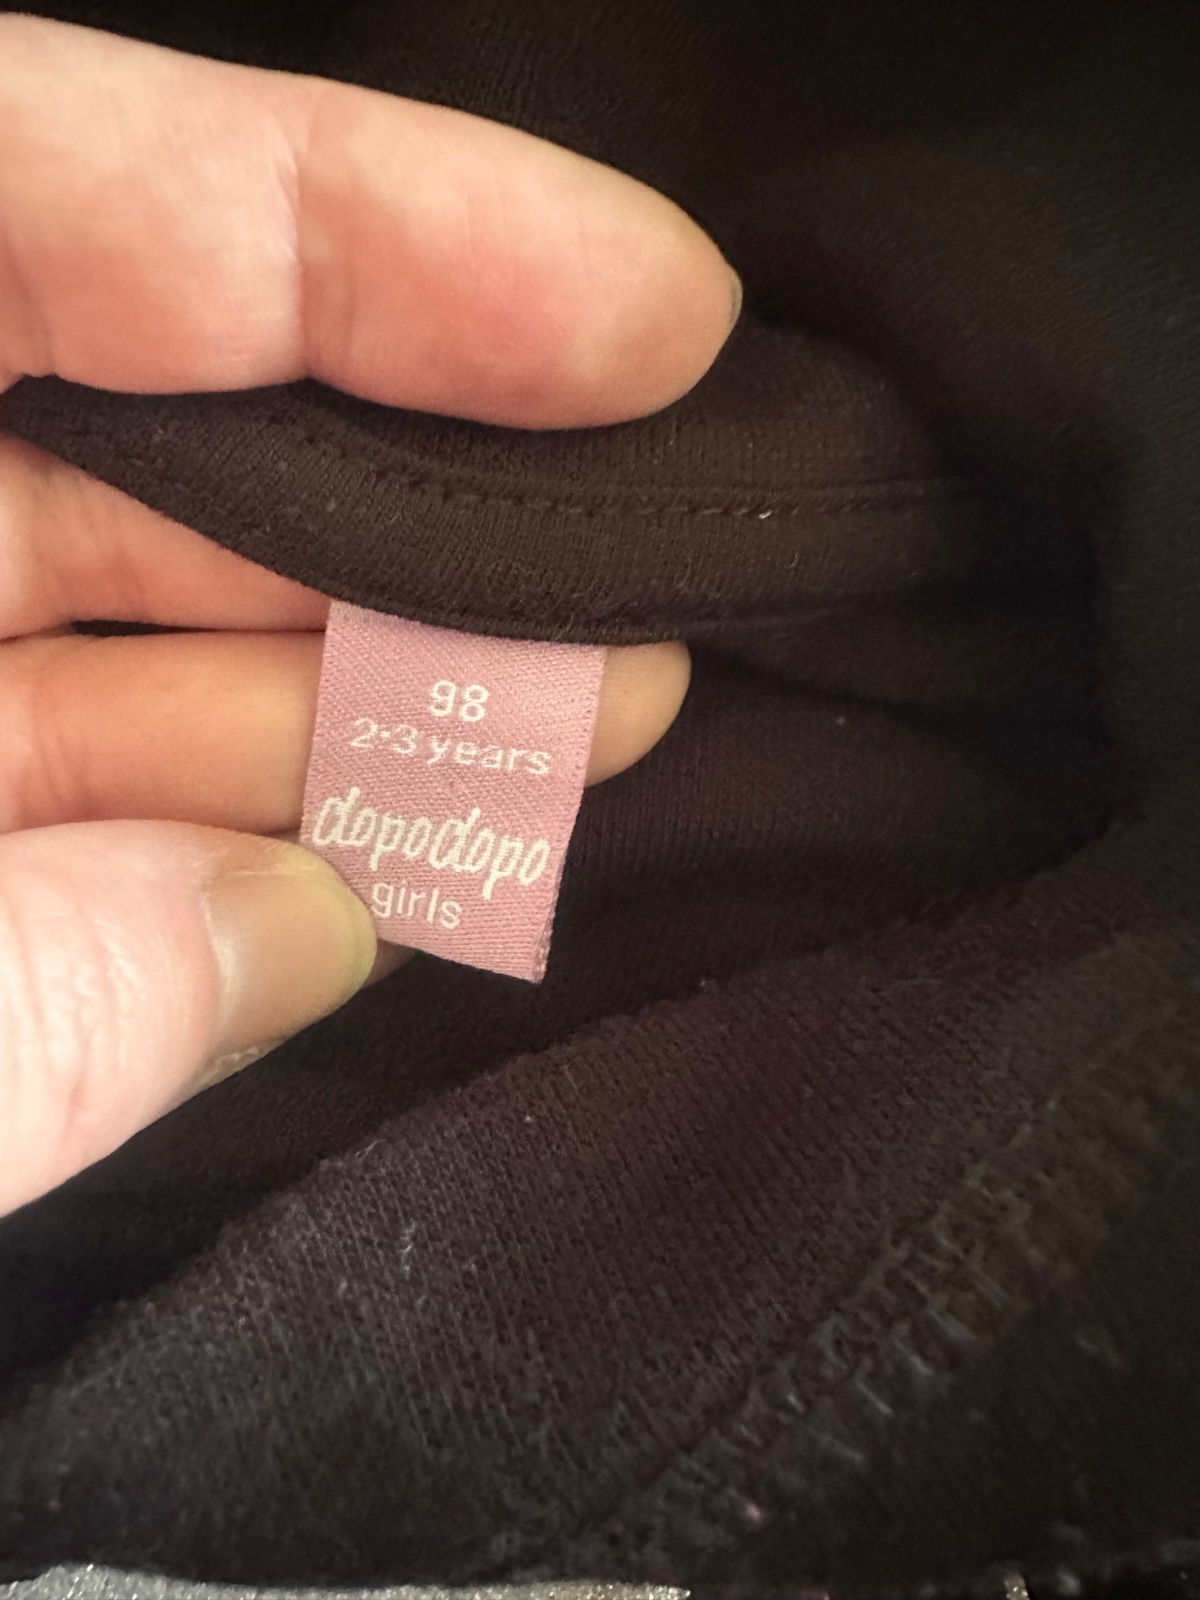 98
2-3 years
dopodopo
girls